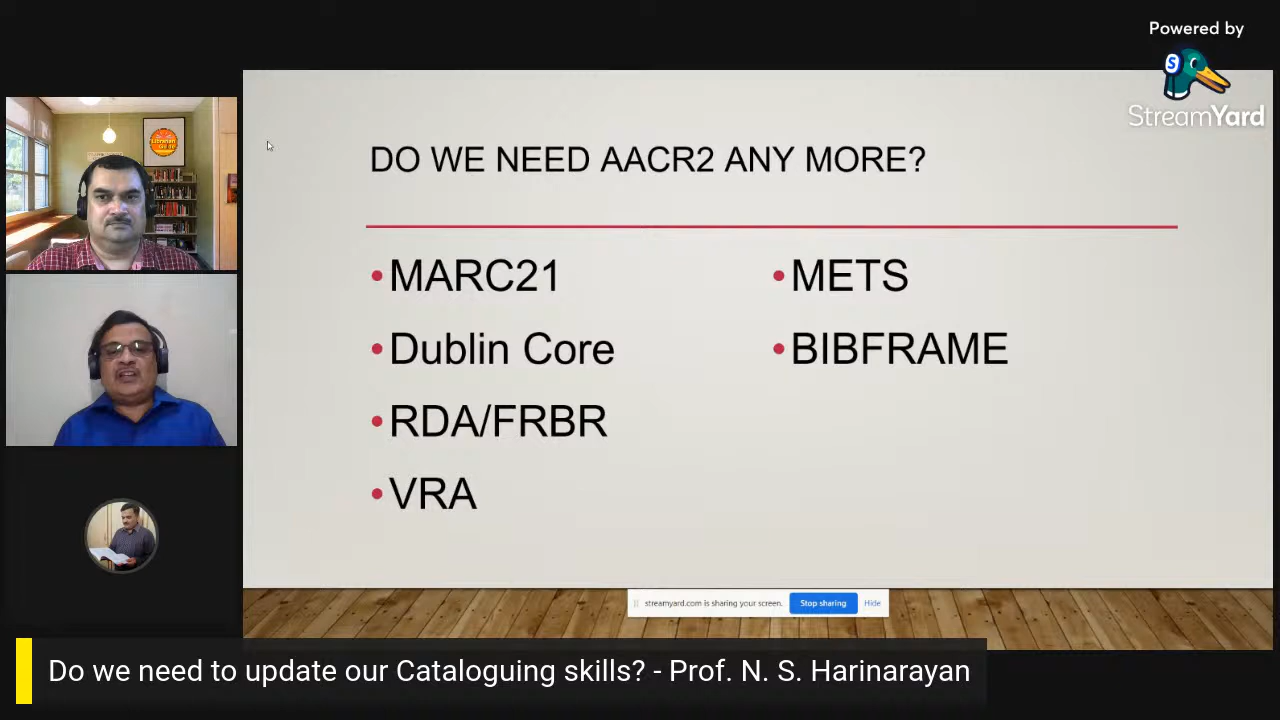 Powered by
StreamYard
DO WE NEED AACR2 ANY MORE?
•MARC21
•Dublin Core
•RDA/FRBR
•VRA
•METS
•BIBFRAME
streamyard.com is sharing your screen.
Stop sharing
Hide
Do we need to update our Cataloguing skills? - Prof. N. S. Harinarayan